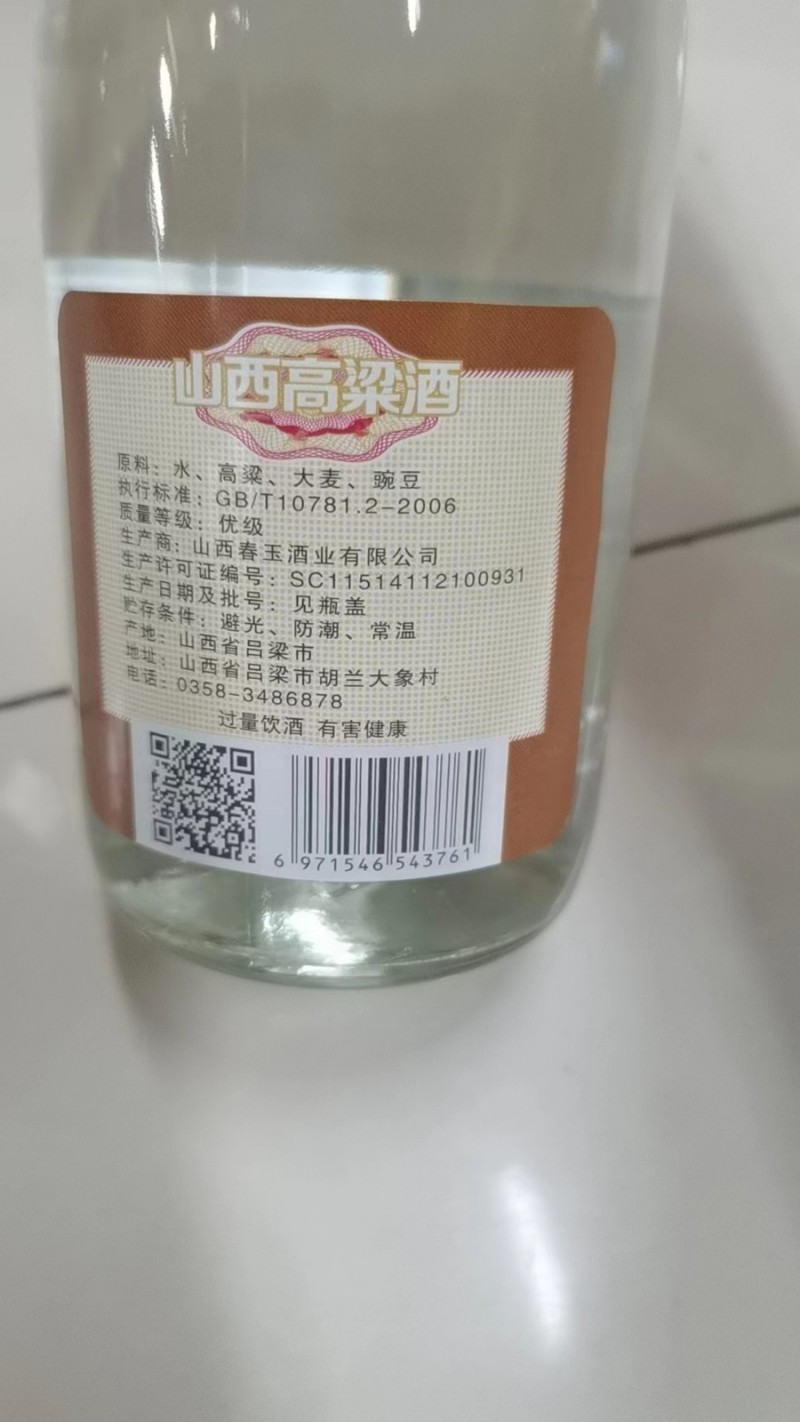 山西高粱酒
原料：水、高粱、大麦、豌豆
执行标准：GB/T10781.2-2006
质量等级：优级
生产商：山西春玉酒业有限公司
生产许可证编号：SC11514112100931
生产日期及批号：见瓶盖
贮存条件：避光、防潮、常温
产地：山西省吕梁市
地址：山西省吕梁市胡兰大象村
电话：0358-3486878
过量饮酒 有害健康
6 971546 543761